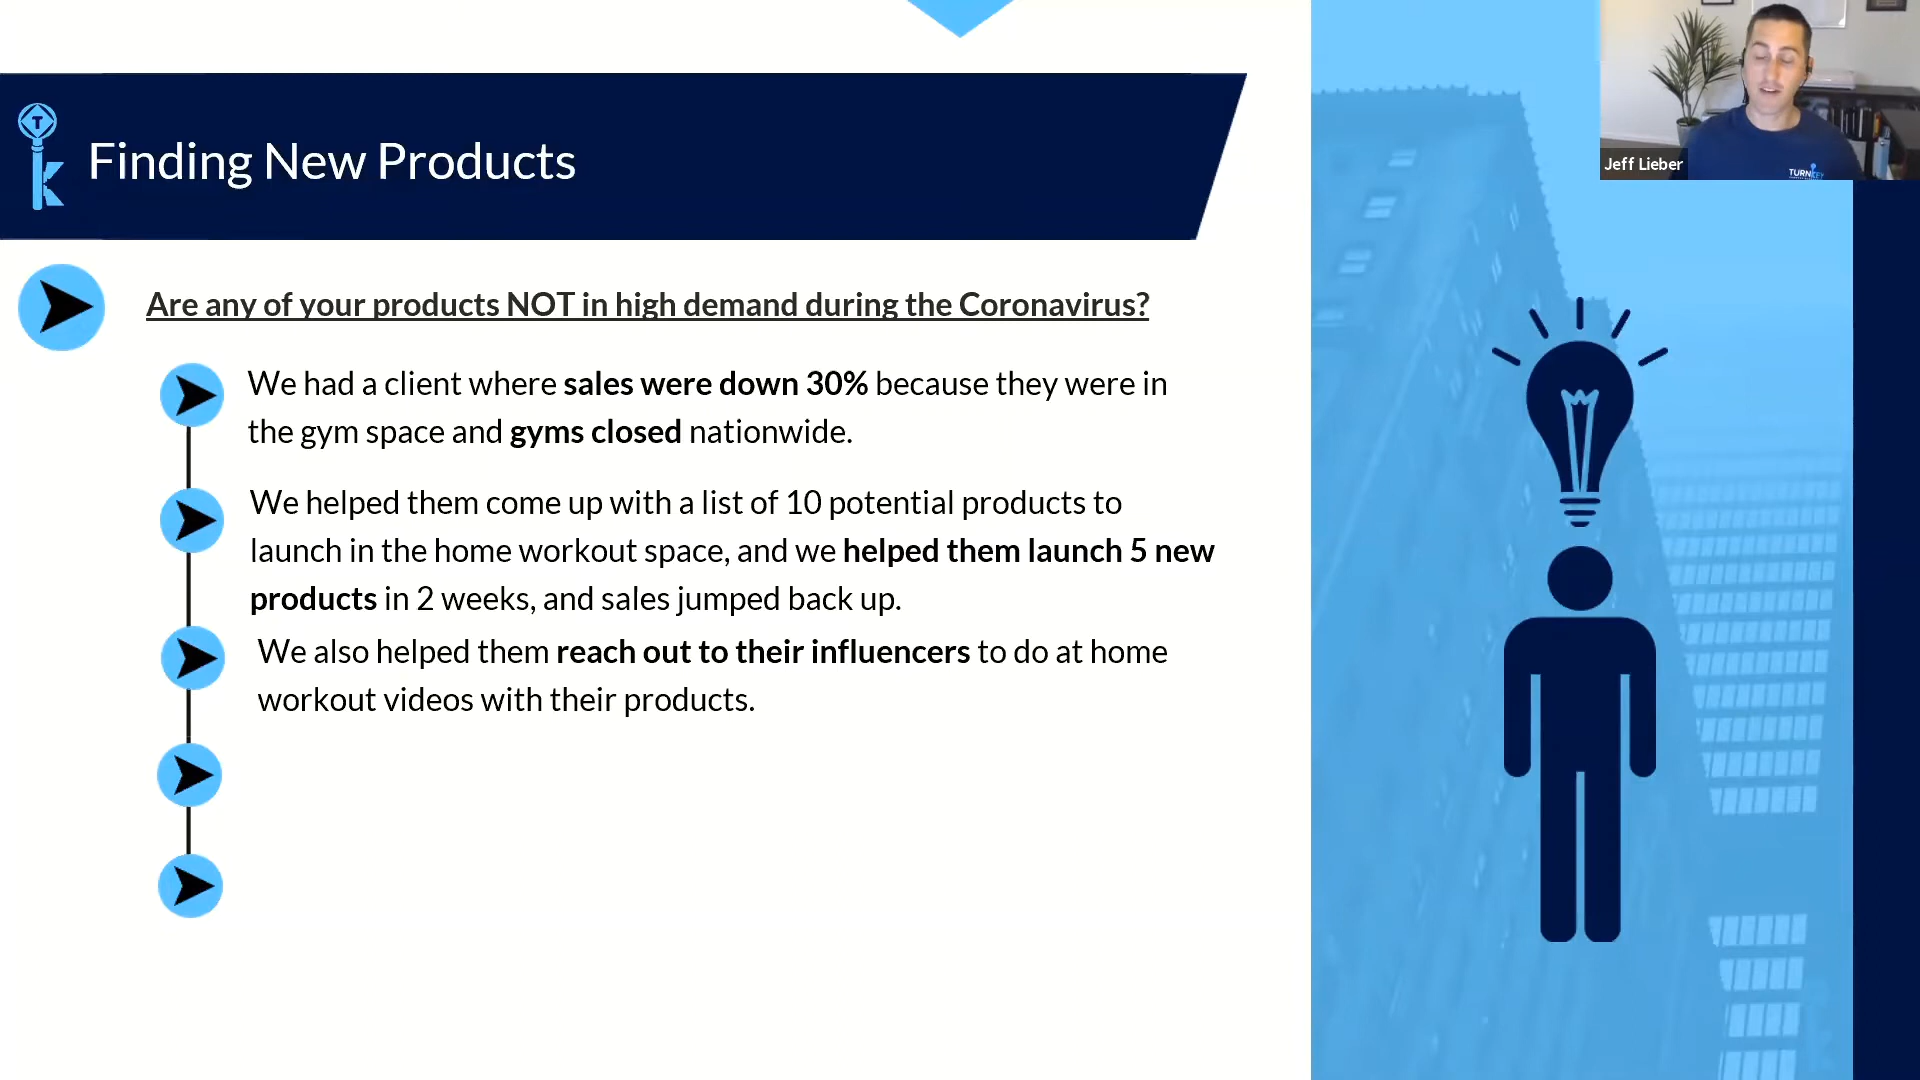 Finding New Products
Jeff Lieber
TURNKEY
T
k
Are any of your products NOT in high demand during the Coronavirus?
We had a client where sales were down 30% because they were in
the gym space and gyms closed nationwide.
We helped them come up with a list of 10 potential products to
launch in the home workout space, and we helped them launch 5 new
products in 2 weeks, and sales jumped back up.
We also helped them reach out to their influencers to do at home
workout videos with their products.